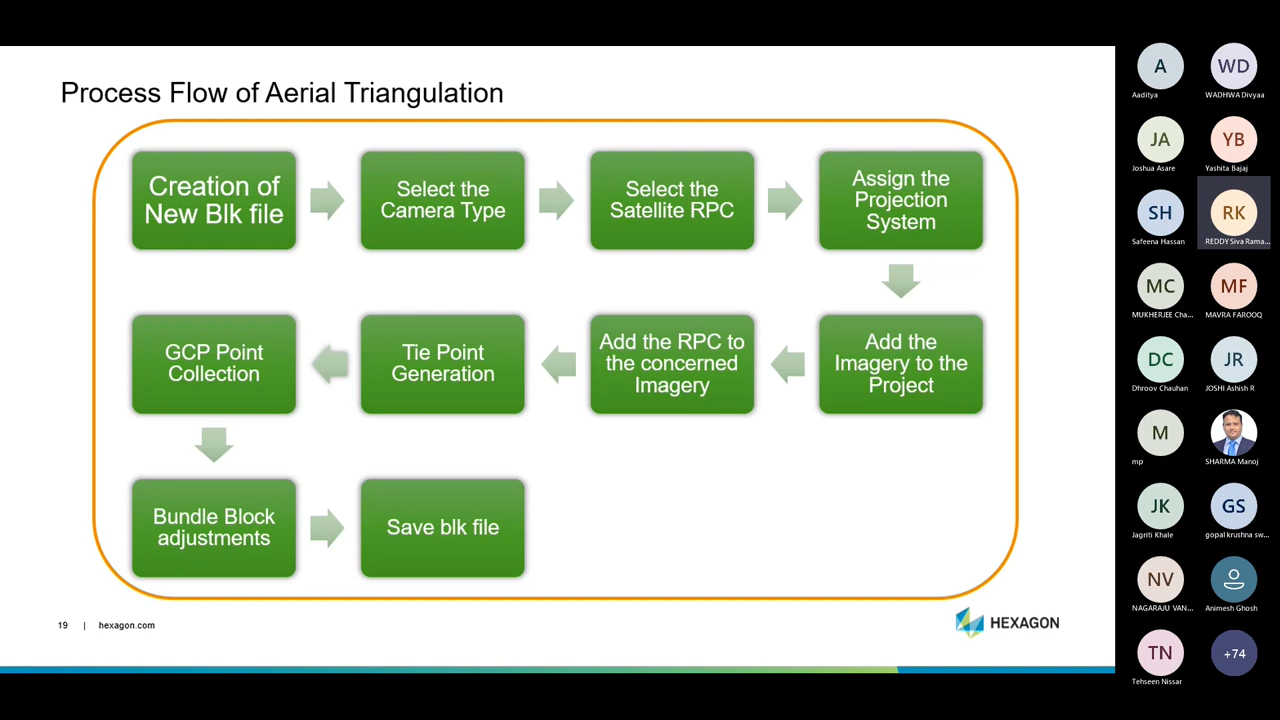 Process Flow of Aerial Triangulation
Creation of
New Blk file
Select the
Camera Type
Select the
Satellite RPC
Assign the
Projection
System
Add the
Imagery to the
Project
Add the RPC to
the concerned
Imagery
Tie Point
Generation
GCP Point
Collection
Bundle Block
adjustments
Save blk file
19 | hexagon.com
HEXAGON
A
Aaditya
WD
WADHWA Divyaa
JA
Joshua Asare
YB
Yashita Bajaj
SH
Safeena Hassan
RK
REDDY Siva Rama...
MC
MUKHERJEE Cha...
MF
MAVRA FAROOQ
DC
Dhroov Chauhan
JR
JOSHI Ashish R
M
mp
SHARMA Manoj
JK
Jagriti Khale
GS
gopal krushna sw...
NV
NAGARAJU VAN...
Animesh Ghosh
TN
Tehseen Nissar
+74